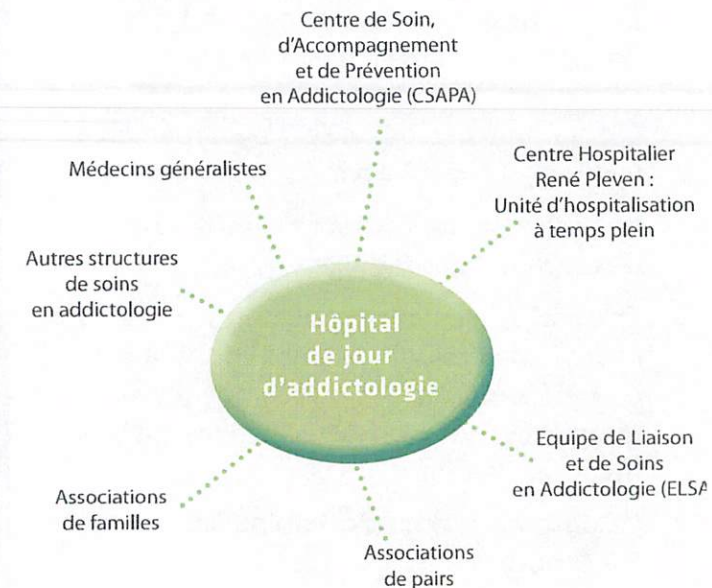 Centre de Soin,
d'Accompagnement
et de Prévention
en Addictologie (CSAPA)
Centre Hospitalier
René Pleven :
Unité d'hospitalisation
à temps plein
Médecins généralistes
Autres structures
de soins
en addictologie
Hôpital
de jour
d'addictologie
Equipe de Liaison
et de Soins
en Addictologie (ELSA
Associations
de familles
Associations
de pairs